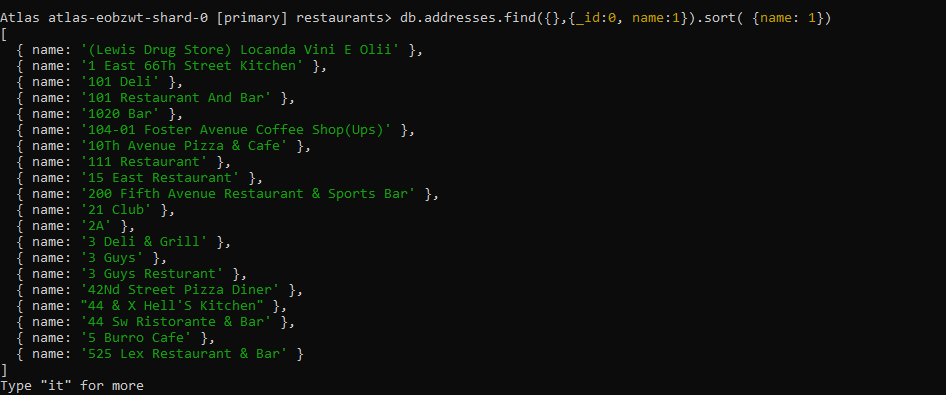 Atlas atlas-eobzwt-shard-0 [primary] restaurants> db.addresses.find({},{_id:0, name:1}).sort( {name: 1})
[
  { name: '(Lewis Drug Store) Locanda Vini E Olii' },
  { name: '1 East 66Th Street Kitchen' },
  { name: '101 Deli' },
  { name: '101 Restaurant And Bar' },
  { name: '1020 Bar' },
  { name: '104-01 Foster Avenue Coffee Shop(Ups)' },
  { name: '10Th Avenue Pizza & Cafe' },
  { name: '111 Restaurant' },
  { name: '15 East Restaurant' },
  { name: '200 Fifth Avenue Restaurant & Sports Bar' },
  { name: '21 Club' },
  { name: '2A' },
  { name: '3 Deli & Grill' },
  { name: '3 Guys' },
  { name: '3 Guys Resturant' },
  { name: '42Nd Street Pizza Diner' },
  { name: "44 & X Hell'S Kitchen" },
  { name: '44 Sw Ristorante & Bar' },
  { name: '5 Burro Cafe' },
  { name: '525 Lex Restaurant & Bar' }
]
Type "it" for more